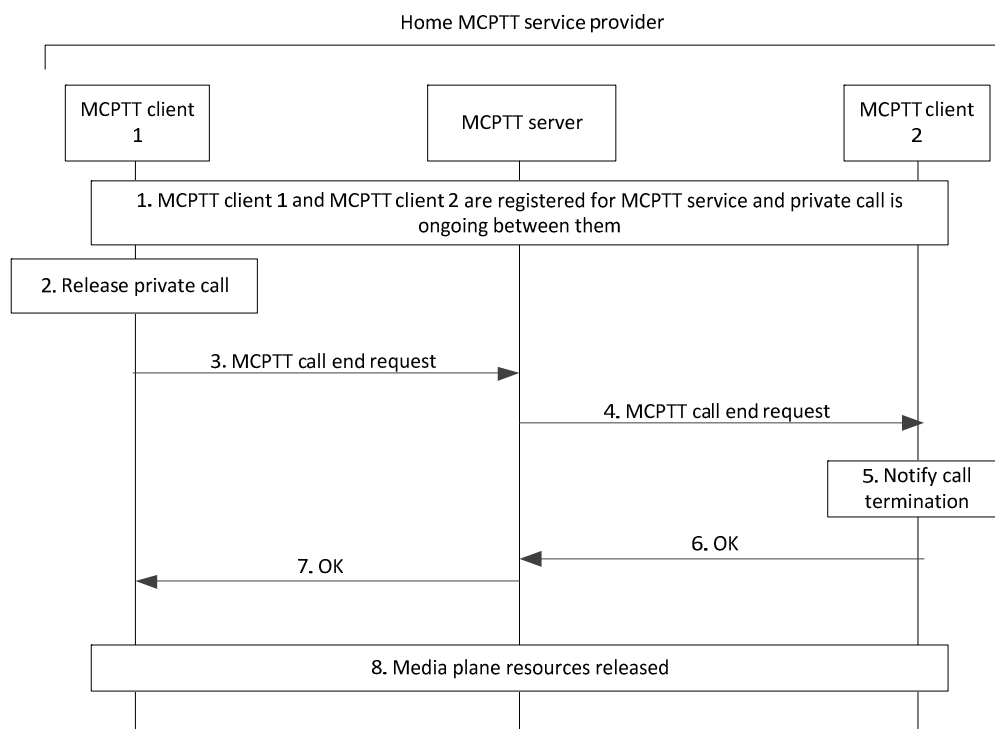 Home MCPTT service provider
MCPTT client
1
MCPTT server
MCPTT client
2
1. MCPTT client 1 and MCPTT client 2 are registered for MCPTT service and private call is
ongoing between them
2. Release private call
3. MCPTT call end request
4. MCPTT call end request
5. Notify call
termination
6. OK
7. OK
8. Media plane resources released